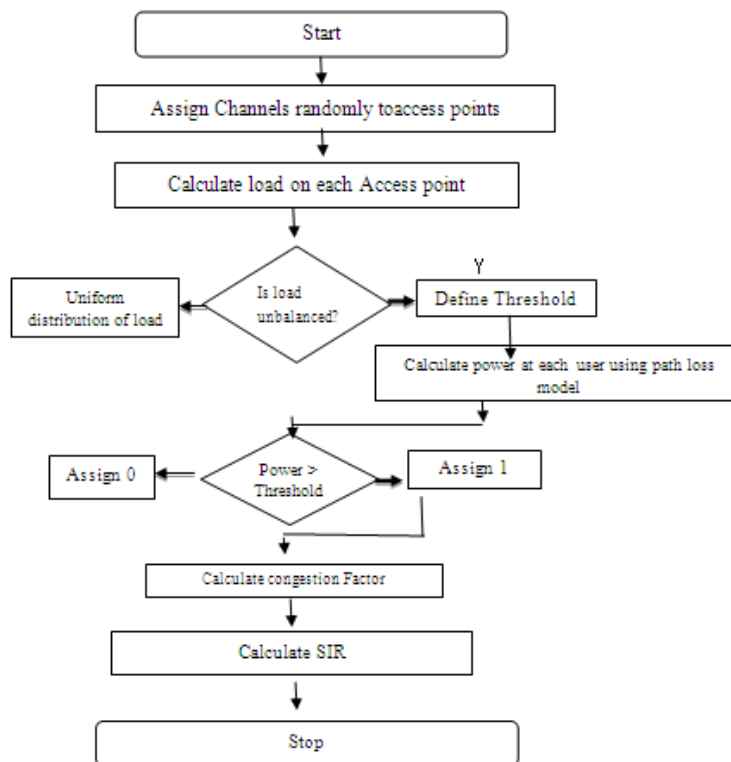 Start
Assign Channels randomly toaccess points
Calculate load on each Access point
Y
Is load
unbalanced?
Uniform
distribution of load
Define Threshold
Calculate power at each user using path loss
model
Power >
Threshold
Assign 0
Assign 1
Calculate congestion Factor
Calculate SIR
Stop